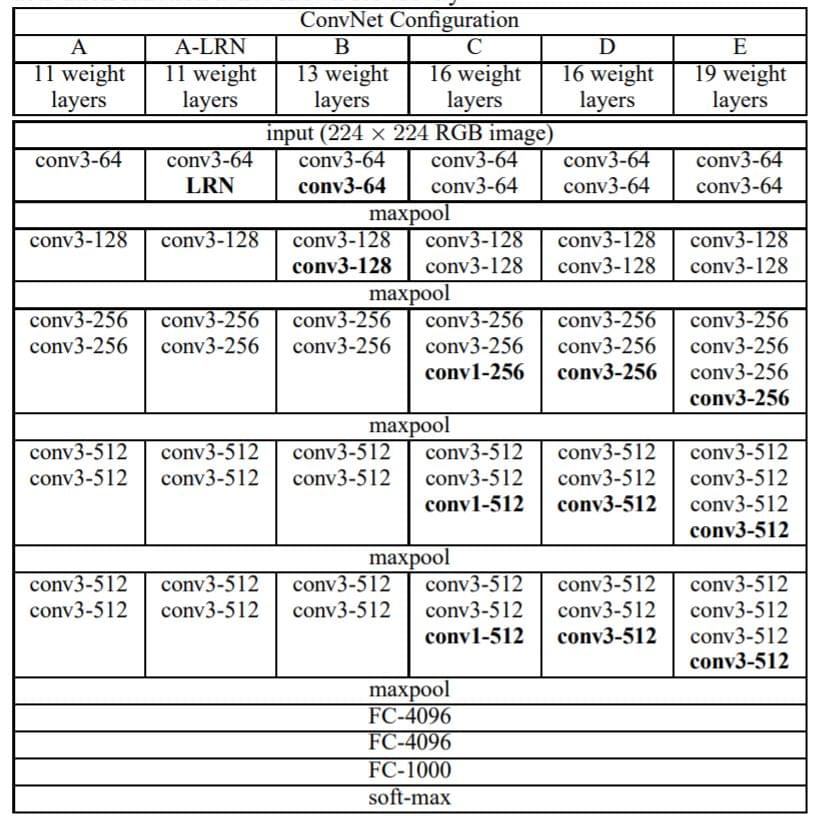 ConvNet Configuration
A A-LRN B C D E
11 weight 11 weight 13 weight 16 weight 16 weight 19 weight
layers layers layers layers layers layers
input (224 × 224 RGB image)
conv3-64 conv3-64 conv3-64 conv3-64 conv3-64 conv3-64
LRN conv3-64 conv3-64 conv3-64 conv3-64
maxpool
conv3-128 conv3-128 conv3-128 conv3-128 conv3-128 conv3-128
conv3-128 conv3-128 conv3-128 conv3-128
maxpool
conv3-256 conv3-256 conv3-256 conv3-256 conv3-256 conv3-256
conv3-256 conv3-256 conv3-256 conv3-256 conv3-256 conv3-256
conv1-256 conv3-256 conv3-256
conv3-256
maxpool
conv3-512 conv3-512 conv3-512 conv3-512 conv3-512 conv3-512
conv3-512 conv3-512 conv3-512 conv3-512 conv3-512 conv3-512
conv1-512 conv3-512 conv3-512
conv3-512
maxpool
conv3-512 conv3-512 conv3-512 conv3-512 conv3-512 conv3-512
conv3-512 conv3-512 conv3-512 conv3-512 conv3-512 conv3-512
conv1-512 conv3-512 conv3-512
conv3-512
maxpool
FC-4096
FC-4096
FC-1000
soft-max